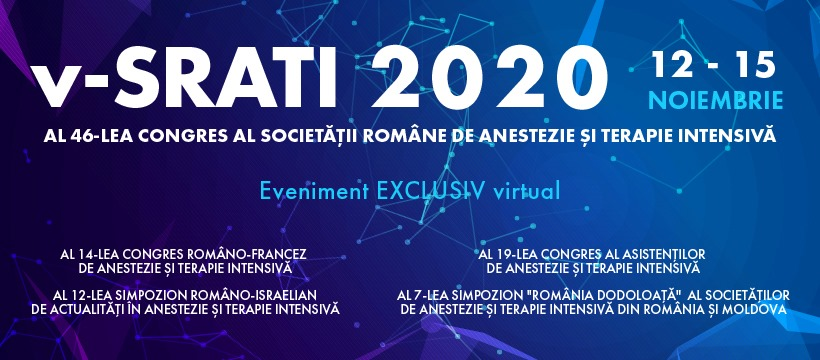 v-SRATI 2020
12 - 15
NOIEMBRIE
AL 46-LEA CONGRES AL SOCIETĂȚII ROMÂNE DE ANESTEZIE ȘI TERAPIE INTENSIVĂ
Eveniment EXCLUSIV virtual
AL 14-LEA CONGRES ROMÂNO-FRANCEZ
DE ANESTEZIE ȘI TERAPIE INTENSIVĂ
AL 19-LEA CONGRES AL ASISTENȚILOR
DE ANESTEZIE ȘI TERAPIE INTENSIVĂ
AL 12-LEA SIMPOZION ROMÂNO-ISRAELIAN
DE ACTUALITĂȚI ÎN ANESTEZIE ȘI TERAPIE INTENSIVĂ
AL 7-LEA SIMPOZION "ROMÂNIA DODOLOAȚĂ" AL SOCIETĂȚILOR
DE ANESTEZIE ȘI TERAPIE INTENSIVĂ DIN ROMÂNIA ȘI MOLDOVA